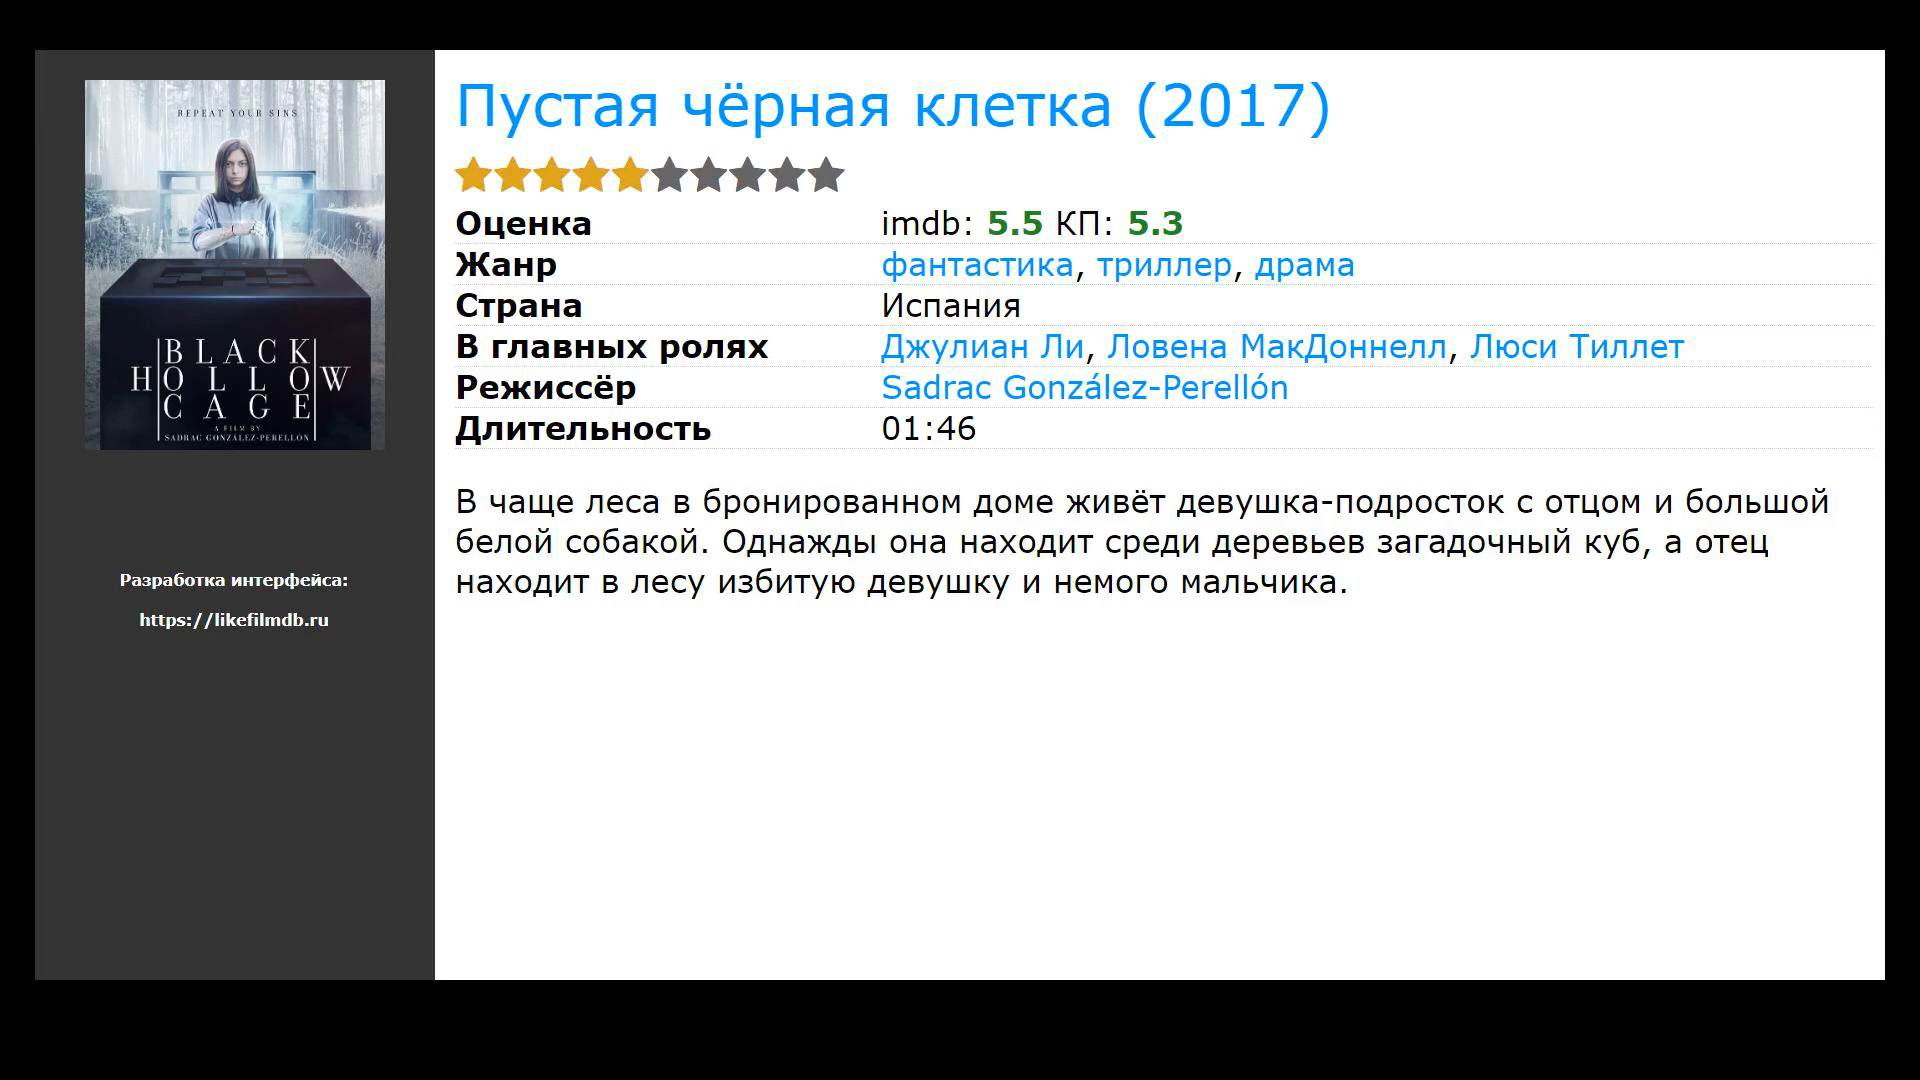 REPEAT YOUR SINS
BLACK
HOLLOW
CAGE
A FILM BY
SADRAC GONZÁLEZ-PERELLÓN
Разработка интерфейса:
https://likefilmdb.ru
Пустая чёрная клетка (2017)
Оценка imdb: 5.5 КП: 5.3
Жанр фантастика, триллер, драма
Страна Испания
В главных ролях Джулиан Ли, Ловена МакДоннелл, Люси Тиллет
Режиссёр Sadrac González-Perellón
Длительность 01:46
В чаще леса в бронированном доме живёт девушка-подросток с отцом и большой
белой собакой. Однажды она находит среди деревьев загадочный куб, а отец
находит в лесу избитую девушку и немого мальчика.